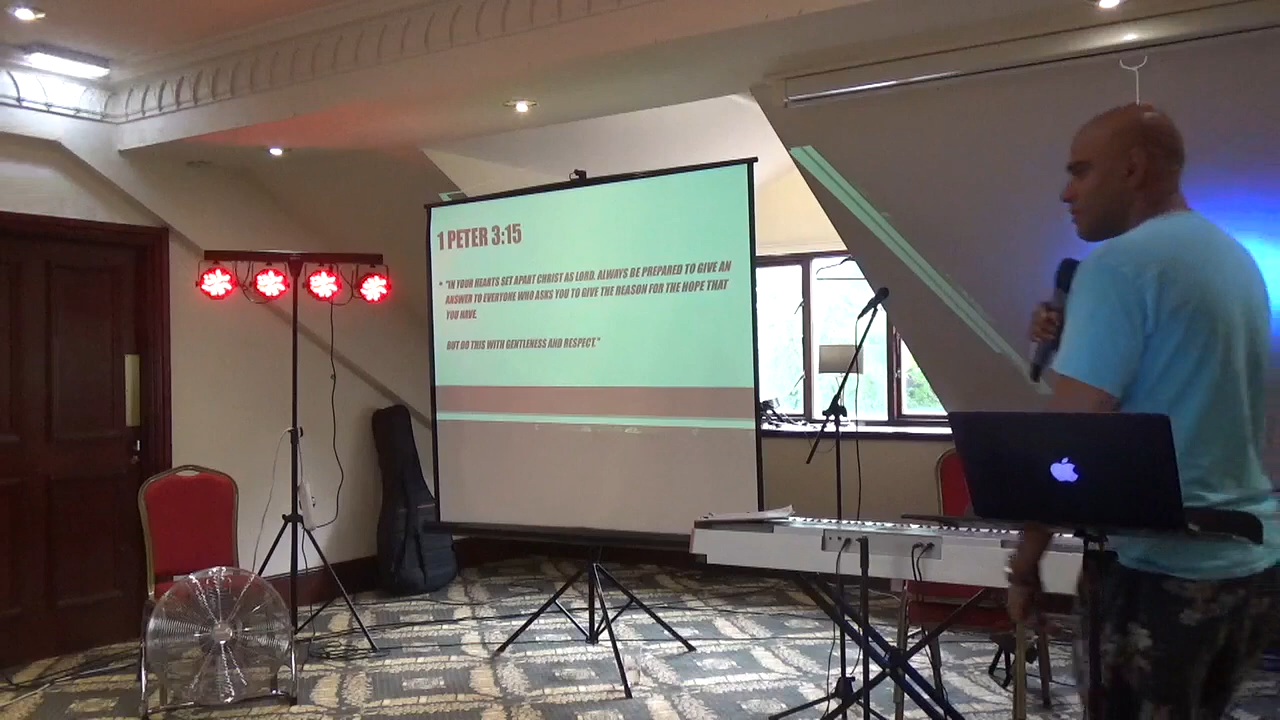 1 PETER 3:15
• "IN YOUR HEARTS SET APART CHRIST AS LORD. ALWAYS BE PREPARED TO GIVE AN
ANSWER TO EVERYONE WHO ASKS YOU TO GIVE THE REASON FOR THE HOPE THAT
YOU HAVE.
BUT DO THIS WITH GENTLENESS AND RESPECT."